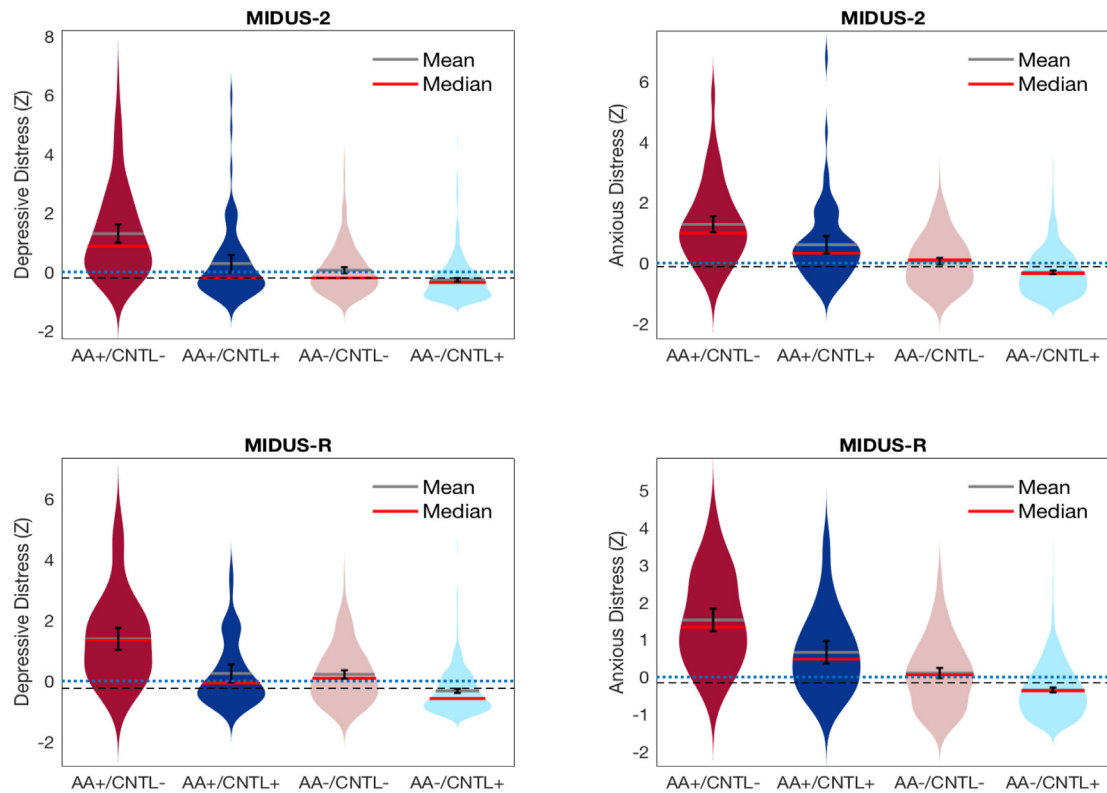 MIDUS-2
8
6
4
2
0
-2
Depressive Distress (Z)
Mean
Median
AA+/CNTL- AA+/CNTL+ AA-/CNTL- AA-/CNTL+
MIDUS-2
6
4
2
0
-2
Anxious Distress (Z)
Mean
Median
AA+/CNTL- AA+/CNTL+ AA-/CNTL- AA-/CNTL+
MIDUS-R
6
4
2
0
-2
Depressive Distress (Z)
Mean
Median
AA+/CNTL- AA+/CNTL+ AA-/CNTL- AA-/CNTL+
MIDUS-R
5
4
3
2
1
0
-1
-2
Anxious Distress (Z)
Mean
Median
AA+/CNTL- AA+/CNTL+ AA-/CNTL- AA-/CNTL+